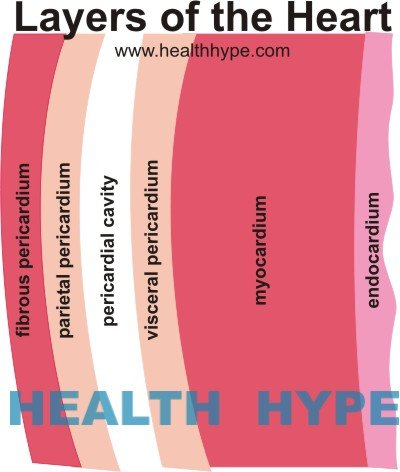 Layers of the Heart
www.healthhype.com
fibrous pericardium
parietal pericardium
pericardial cavity
visceral pericardium
myocardium
endocardium
HEALTH HYPE